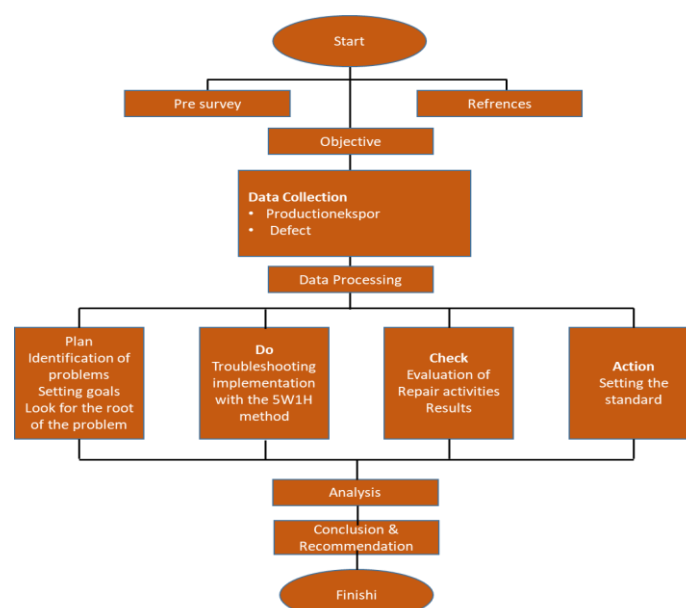 Start
Pre survey
Refrences
Objective
Data Collection
• Productionekspor
• Defect
Data Processing
Plan
Identification of
problems
Setting goals
Look for the root
of the problem
Do
Troubleshooting
implementation
with the 5W1H
method
Check
Evaluation of
Repair activities
Results
Action
Setting the
standard
Analysis
Conclusion &
Recommendation
Finishi